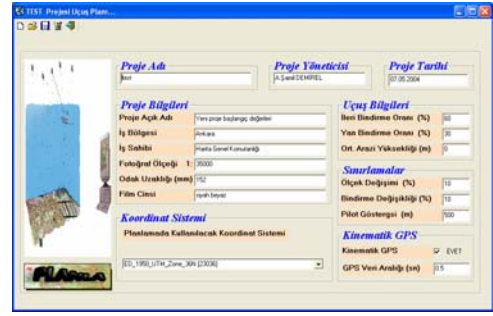 TEST Projesi Uçuş Planı...
Proje Adı
test
Proje Yöneticisi
A.Şamil DEMİREL
Proje Tarihi
07.05.2004
Proje Bilgileri
Proje Açık Adı Yeni proje başlangıç değerleri
İş Bölgesi Ankara
İş Sahibi Harita Genel Komutanlığı
Fotoğraf Ölçeği 1: 35000
Odak Uzaklığı (mm) 152
Film Cinsi siyah beyaz
Koordinat Sistemi
Planlamada Kullanılacak Koordinat Sistemi
ED_1950_UTM_Zone_36N [23036]
Uçuş Bilgileri
İleri Bindirme Oranı (%) 60
Yan Bindirme Oranı (%) 30
Ort. Arazi Yüksekliği (m) 0
Sınırlamalar
Ölçek Değişimi (%) 10
Bindirme Değişikliği (%) 10
Pilot Göstergsi (m) 500
Kinematik GPS
Kinematik GPS EVET
GPS Veri Aralığı (sn) 0.5
PLANLA